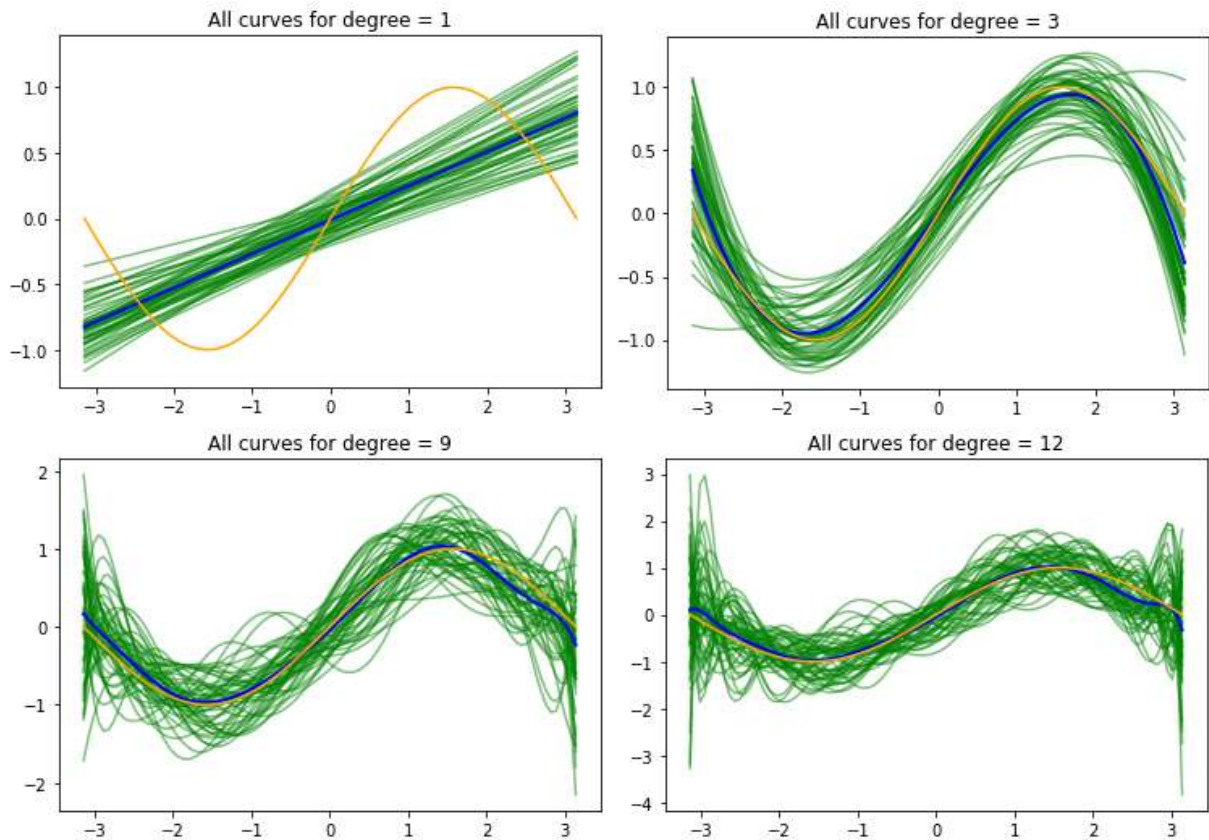 All curves for degree = 1
1.0
0.5
0.0
−0.5
−1.0
−3 −2 −1 0 1 2 3
All curves for degree = 3
1.0
0.5
0.0
−0.5
−1.0
−3 −2 −1 0 1 2 3
All curves for degree = 9
2
1
0
−1
−2
−3 −2 −1 0 1 2 3
All curves for degree = 12
3
2
1
0
−1
−2
−3
−4
−3 −2 −1 0 1 2 3